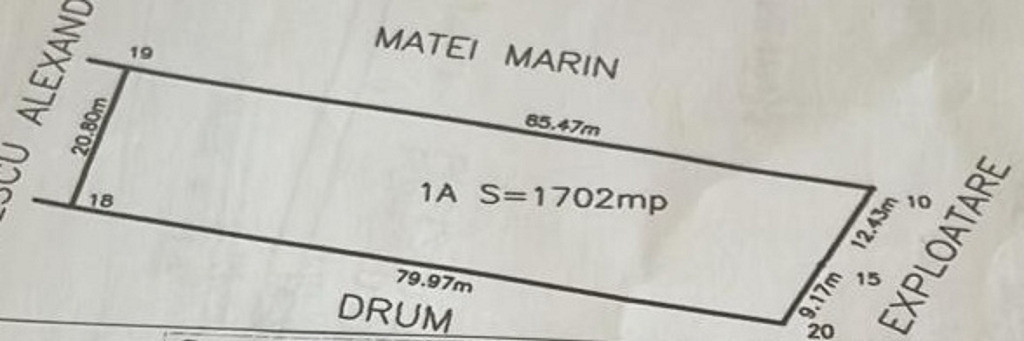 19
MATEI MARIN
ALEXAND
20.80m
85.47m
18
1A S=1702mp
10
12.43m
15
9.17m
EXPLOATARE
79.97m
DRUM
20